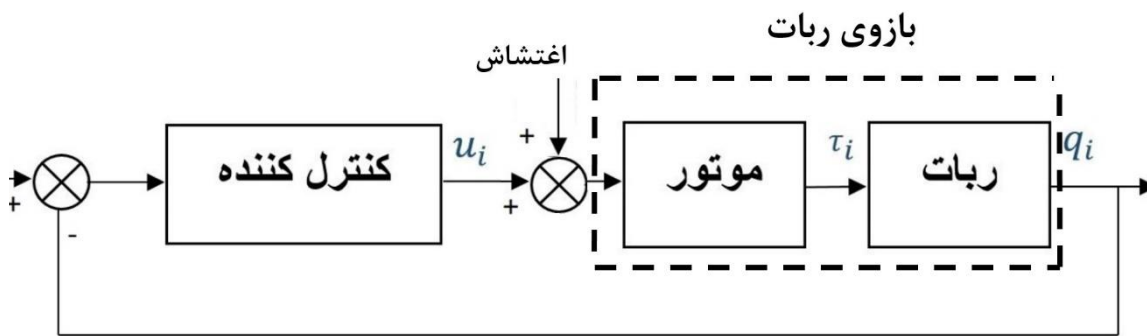 بازوی ربات
اغتشاش
+
کنترل کننده
u_i
موتور
τ_i
ربات
q_i
+
-
+